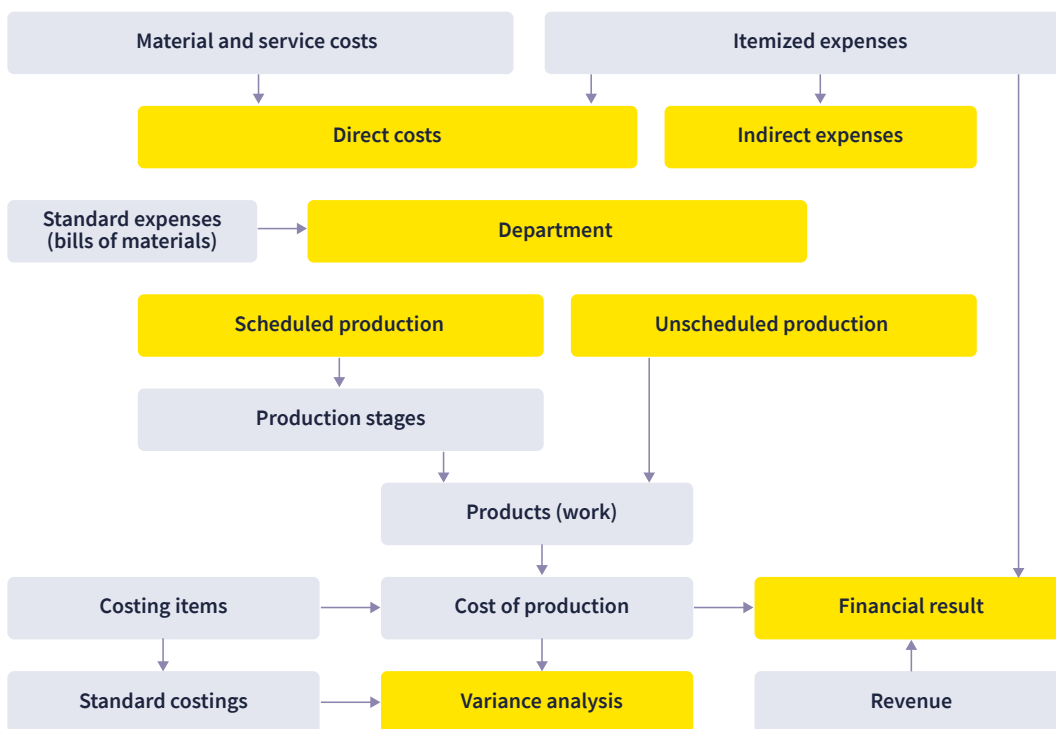 Material and service costs
Itemized expenses
Direct costs
Indirect expenses
Standard expenses
(bills of materials)
Department
Scheduled production
Unscheduled production
Production stages
Products (work)
Costing items
Cost of production
Financial result
Standard costings
Variance analysis
Revenue